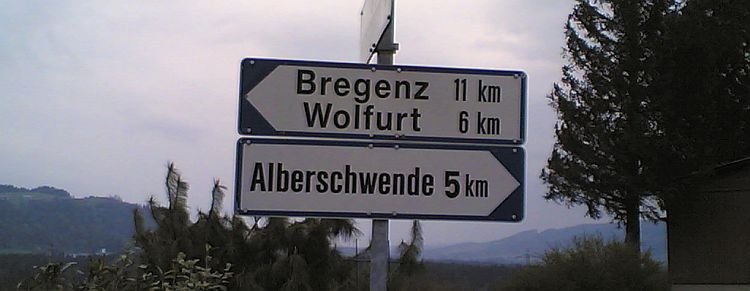 Bregenz 11 km
Wolfurt 6 km
Alberschwende 5 km